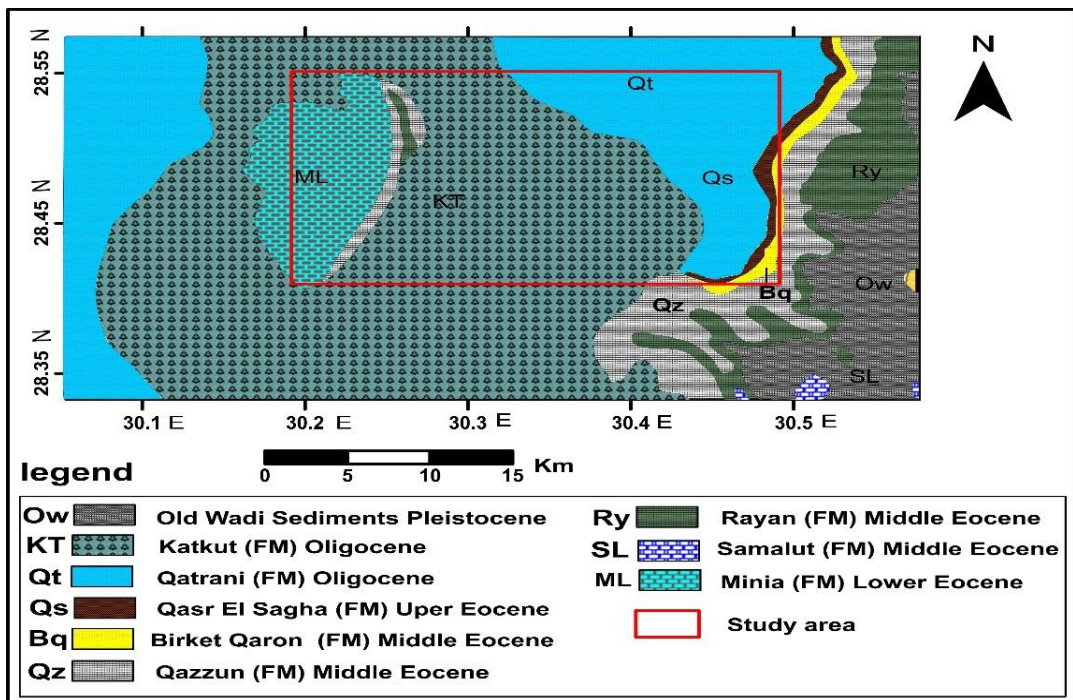 28.55 N
28.45 N
28.35 N
N
Qt
ML
Qs
Ry
KT
Ow
Qz
Bq
SL
30.1 E
30.2 E
30.3 E
30.4 E
30.5 E
legend
0 5 10 15 Km
Ow Old Wadi Sediments Pleistocene
KT Katkut (FM) Oligocene
Qt Qatrani (FM) Oligocene
Qs Qasr El Sagha (FM) Uper Eocene
Bq Birket Qaron (FM) Middle Eocene
Qz Qazzun (FM) Middle Eocene
Ry Rayan (FM) Middle Eocene
SL Samalut (FM) Middle Eocene
ML Minia (FM) Lower Eocene
Study area